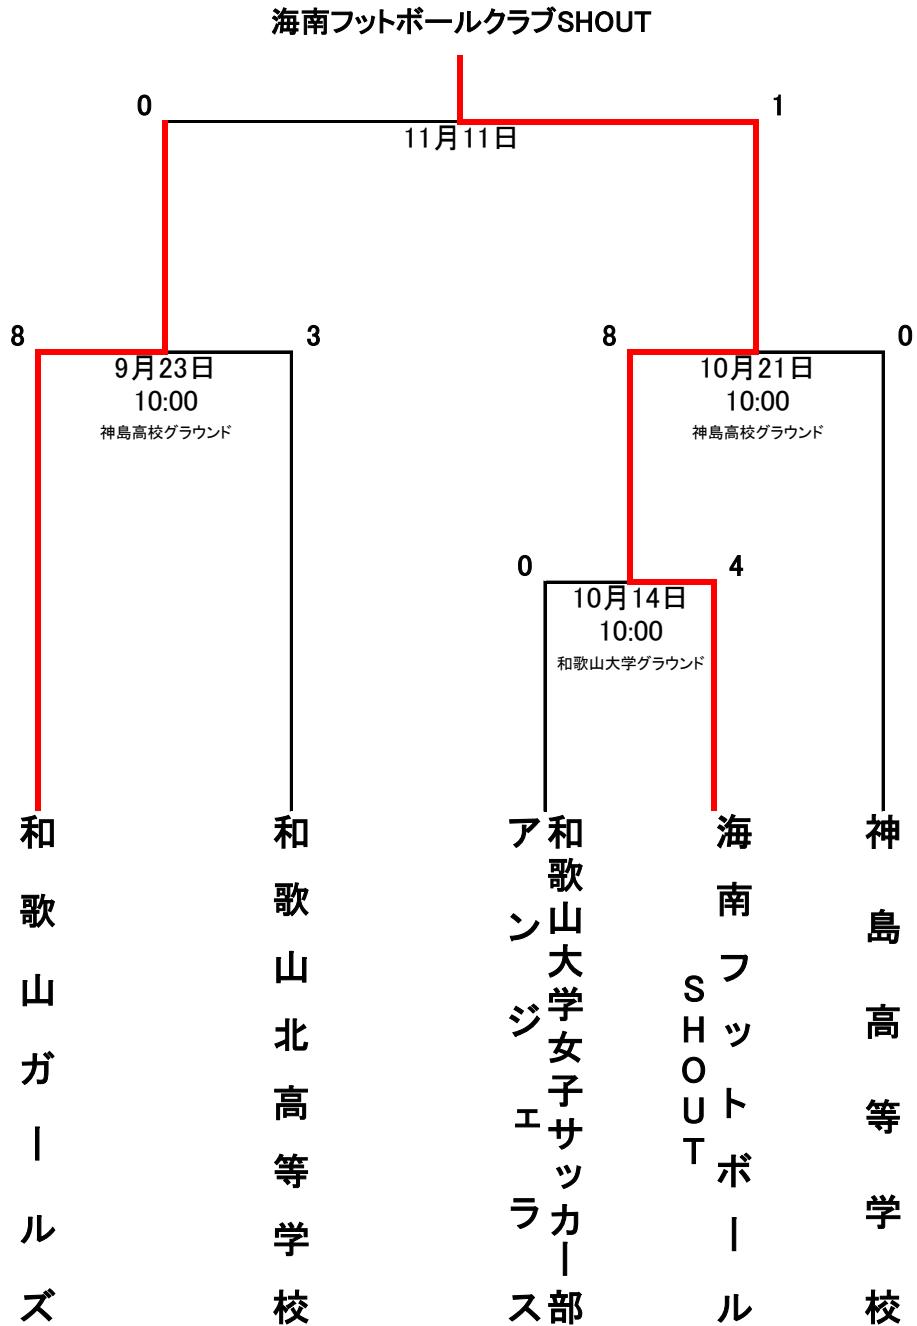 海南フットボールクラブSHOUT
0
1
11月11日
8
3
8
0
9月23日
10:00
神島高校グラウンド
10月21日
10:00
神島高校グラウンド
0
4
10月14日
10:00
和歌山大学グラウンド
和歌山ガールズ
和歌山北高等学校
和歌山大学女子サッカー部
アンジェラス
海南フットボール
SHOUT
神島高等学校